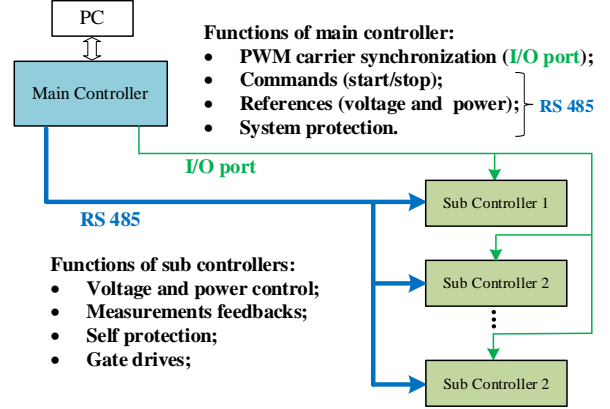 PC
Main Controller
Functions of main controller:
• PWM carrier synchronization (I/O port);
• Commands (start/stop);
• References (voltage and power);
• System protection.
RS 485
I/O port
RS 485
Sub Controller 1
Sub Controller 2
Sub Controller 2
Functions of sub controllers:
• Voltage and power control;
• Measurements feedbacks;
• Self protection;
• Gate drives;